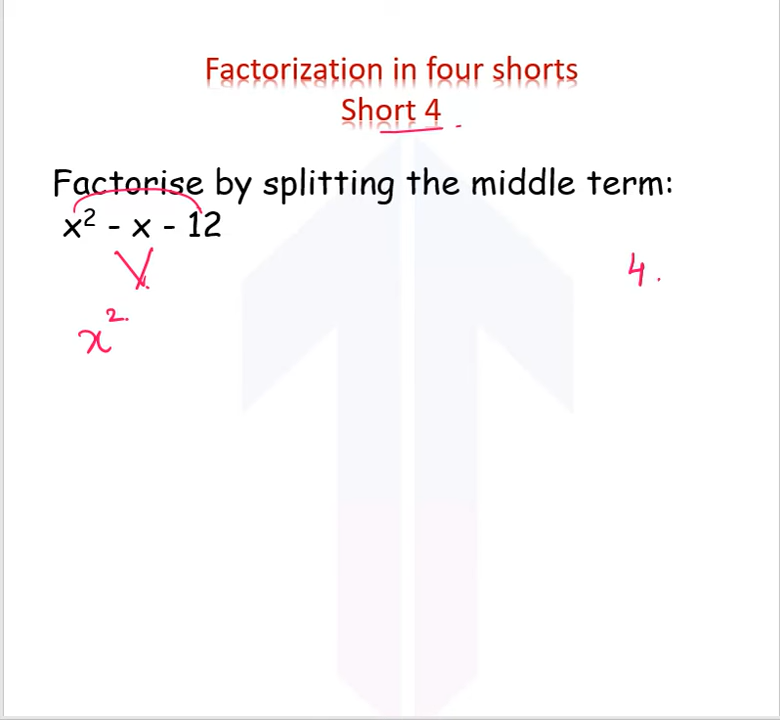 Factorization in four shorts
Short 4
Factorise by splitting the middle term:
x² - x - 12
4.
x²